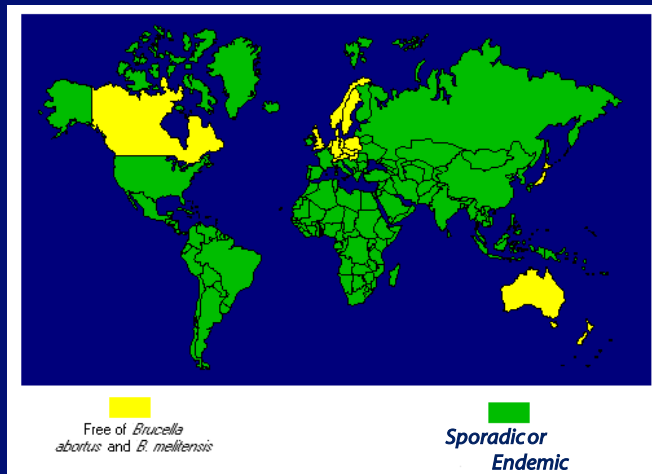 Free of Brucella
abortus and B. melitensis
Sporadic or
Endemic